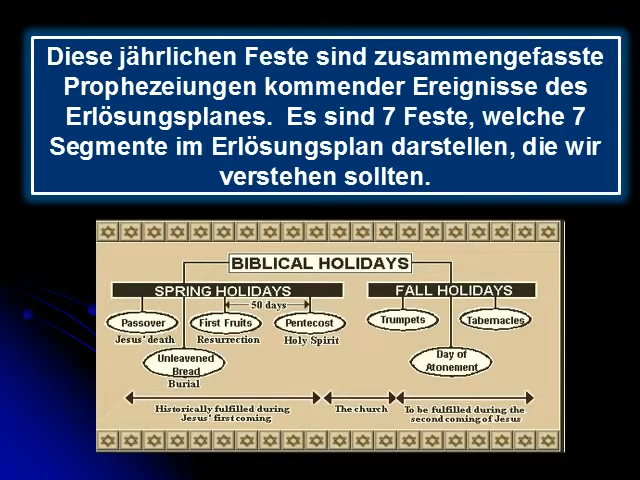 Diese jährlichen Feste sind zusammengefasste
Prophezeiungen kommender Ereignisse des
Erlösungsplanes.  Es sind 7 Feste, welche 7
Segmente im Erlösungsplan darstellen, die wir
verstehen sollten.
BIBLICAL HOLIDAYS
SPRING HOLIDAYS
FALL HOLIDAYS
50 days
Passover
First Fruits
Pentecost
Trumpets
Tabernacles
Jesus' death
Resurrection
Holy Spirit
Unleavened
Bread
Burial
Day of
Atonement
Historically fulfilled during
Jesus' first coming
The church
To be fulfilled during the
second coming of Jesus